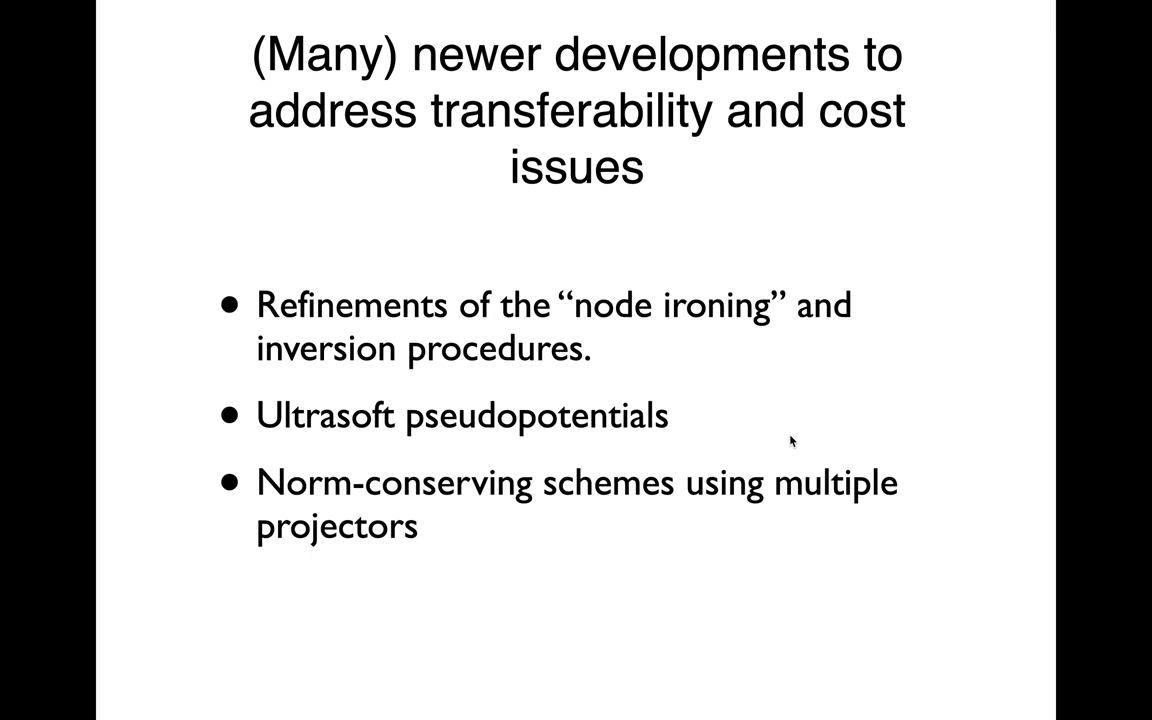 (Many) newer developments to
address transferability and cost
issues
• Refinements of the “node ironing” and
inversion procedures.
• Ultrasoft pseudopotentials
• Norm-conserving schemes using multiple
projectors